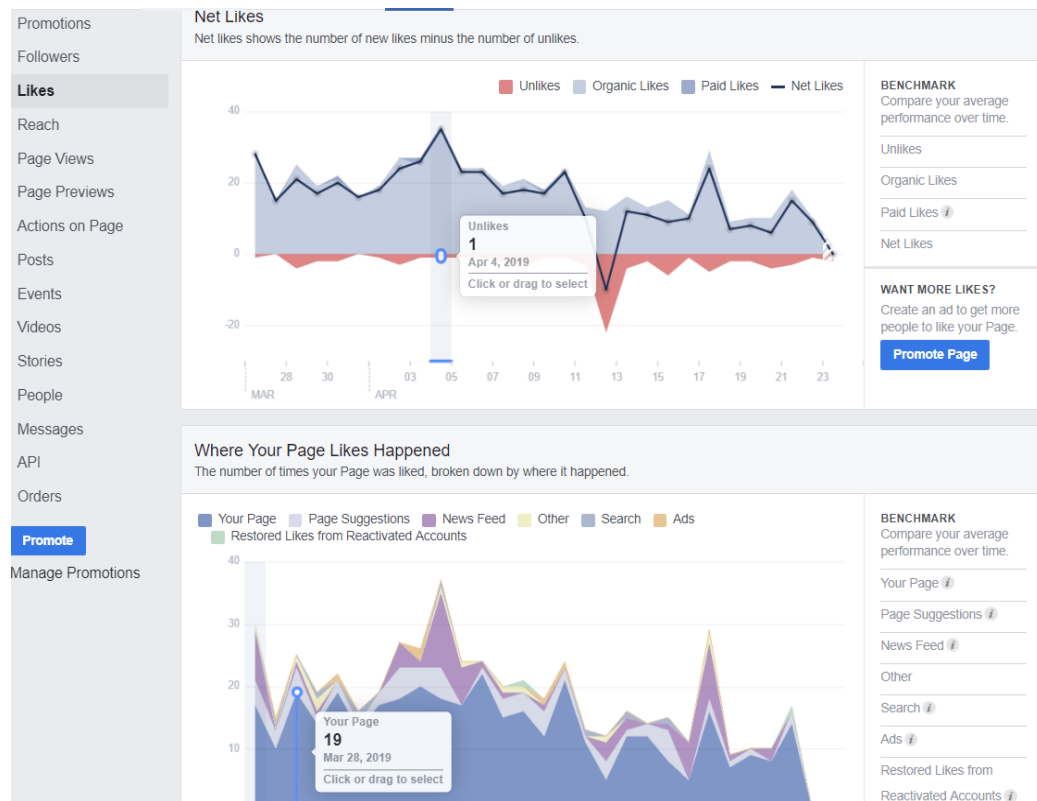 Promotions
Followers
Likes
Reach
Page Views
Page Previews
Actions on Page
Posts
Events
Videos
Stories
People
Messages
API
Orders
Promote
Manage Promotions
Net Likes
Net likes shows the number of new likes minus the number of unlikes.
Unlikes Organic Likes Paid Likes Net Likes
40
20
0
-20
Unlikes
1
Apr 4, 2019
Click or drag to select
28 30 03 05 07 09 11 13 15 17 19 21 23
MAR APR
BENCHMARK
Compare your average
performance over time.
Unlikes
Organic Likes
Paid Likes i
Net Likes
WANT MORE LIKES?
Create an ad to get more
people to like your Page.
Promote Page
Where Your Page Likes Happened
The number of times your Page was liked, broken down by where it happened.
Your Page Page Suggestions News Feed Other Search Ads
Restored Likes from Reactivated Accounts
40
30
20
10
Your Page
19
Mar 28, 2019
Click or drag to select
BENCHMARK
Compare your average
performance over time.
Your Page i
Page Suggestions i
News Feed i
Other
Search i
Ads i
Restored Likes from
Reactivated Accounts i